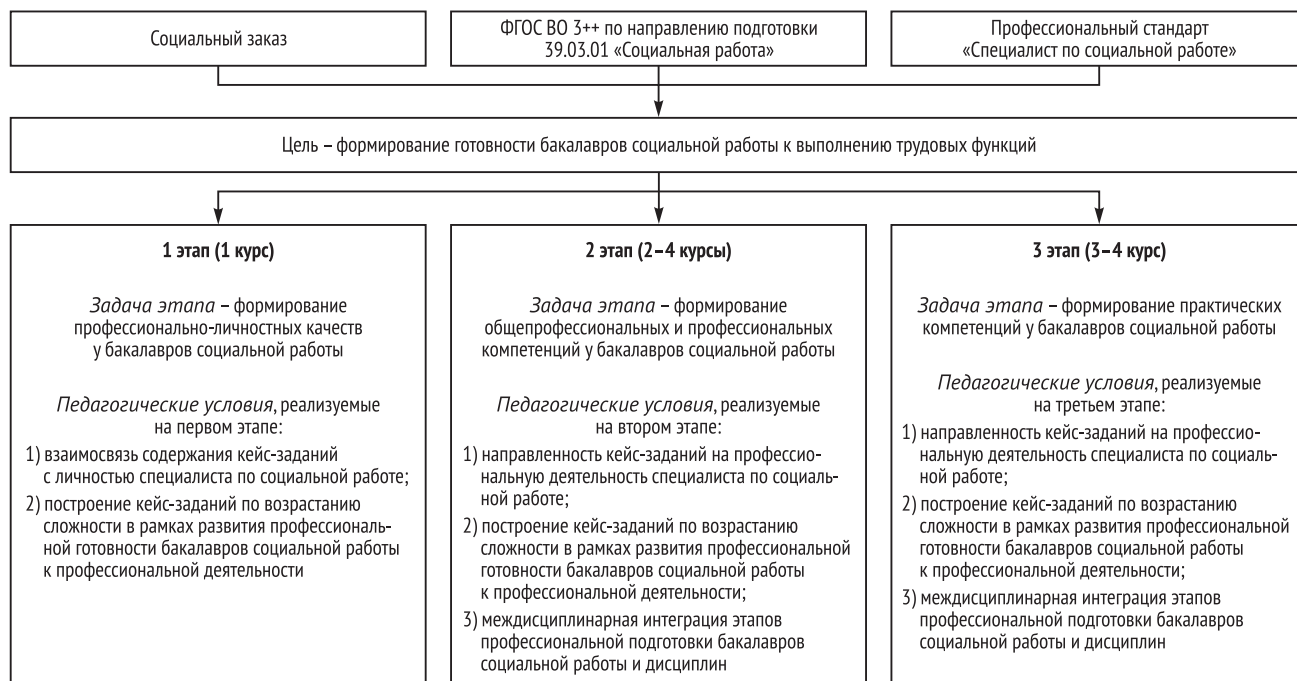 Социальный заказ
ФГОС ВО 3++ по направлению подготовки
39.03.01 «Социальная работа»
Профессиональный стандарт
«Специалист по социальной работе»
Цель – формирование готовности бакалавров социальной работы к выполнению трудовых функций
1 этап (1 курс)
Задача этапа – формирование
профессионально-личностных качеств
у бакалавров социальной работы
Педагогические условия, реализуемые
на первом этапе:
1) взаимосвязь содержания кейс-заданий
с личностью специалиста по социальной работе;
2) построение кейс-заданий по возрастанию
сложности в рамках развития профессиональ-
ной готовности бакалавров социальной работы
к профессиональной деятельности
2 этап (2–4 курсы)
Задача этапа – формирование
общепрофессиональных и профессиональных
компетенций у бакалавров социальной работы
Педагогические условия, реализуемые
на втором этапе:
1) направленность кейс-заданий на професси-
ональную деятельность специалиста по социаль-
ной работе;
2) построение кейс-заданий по возрастанию
сложности в рамках развития профессиональной
готовности бакалавров социальной работы
к профессиональной деятельности;
3) междисциплинарная интеграция этапов
профессиональной подготовки бакалавров
социальной работы и дисциплин
3 этап (3–4 курс)
Задача этапа – формирование практических
компетенций у бакалавров социальной работы
Педагогические условия, реализуемые
на третьем этапе:
1) направленность кейс-заданий на професcио-
нальную деятельность специалиста по социаль-
ной работе;
2) построение кейс-заданий по возрастанию
сложности в рамках развития профессиональной
готовности бакалавров социальной работы
к профессиональной деятельности;
3) междисциплинарная интеграция этапов
профессиональной подготовки бакалавров
социальной работы и дисциплин